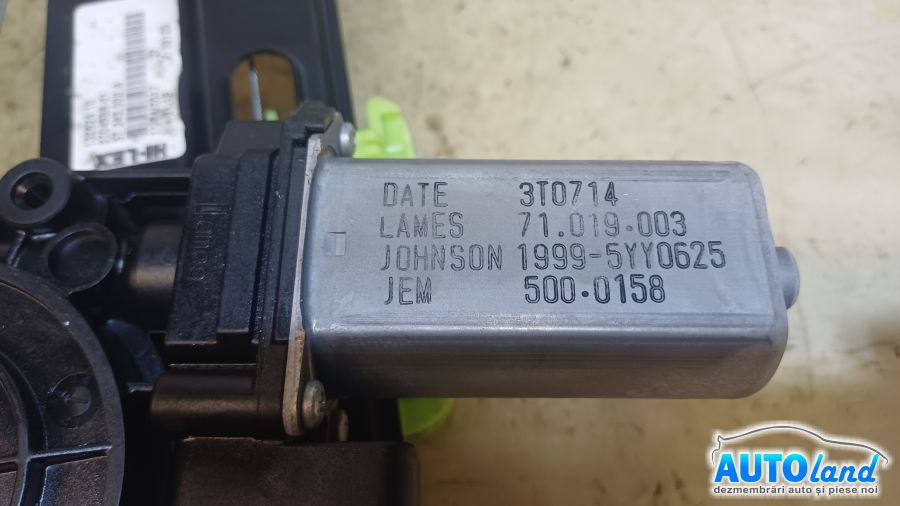 HI-LEX
DATE 3T0714
LAMES 71.019.003
JOHNSON 1999-5YY0625
JEM 500.0158
AUTOland
dezmembrări auto și piese noi